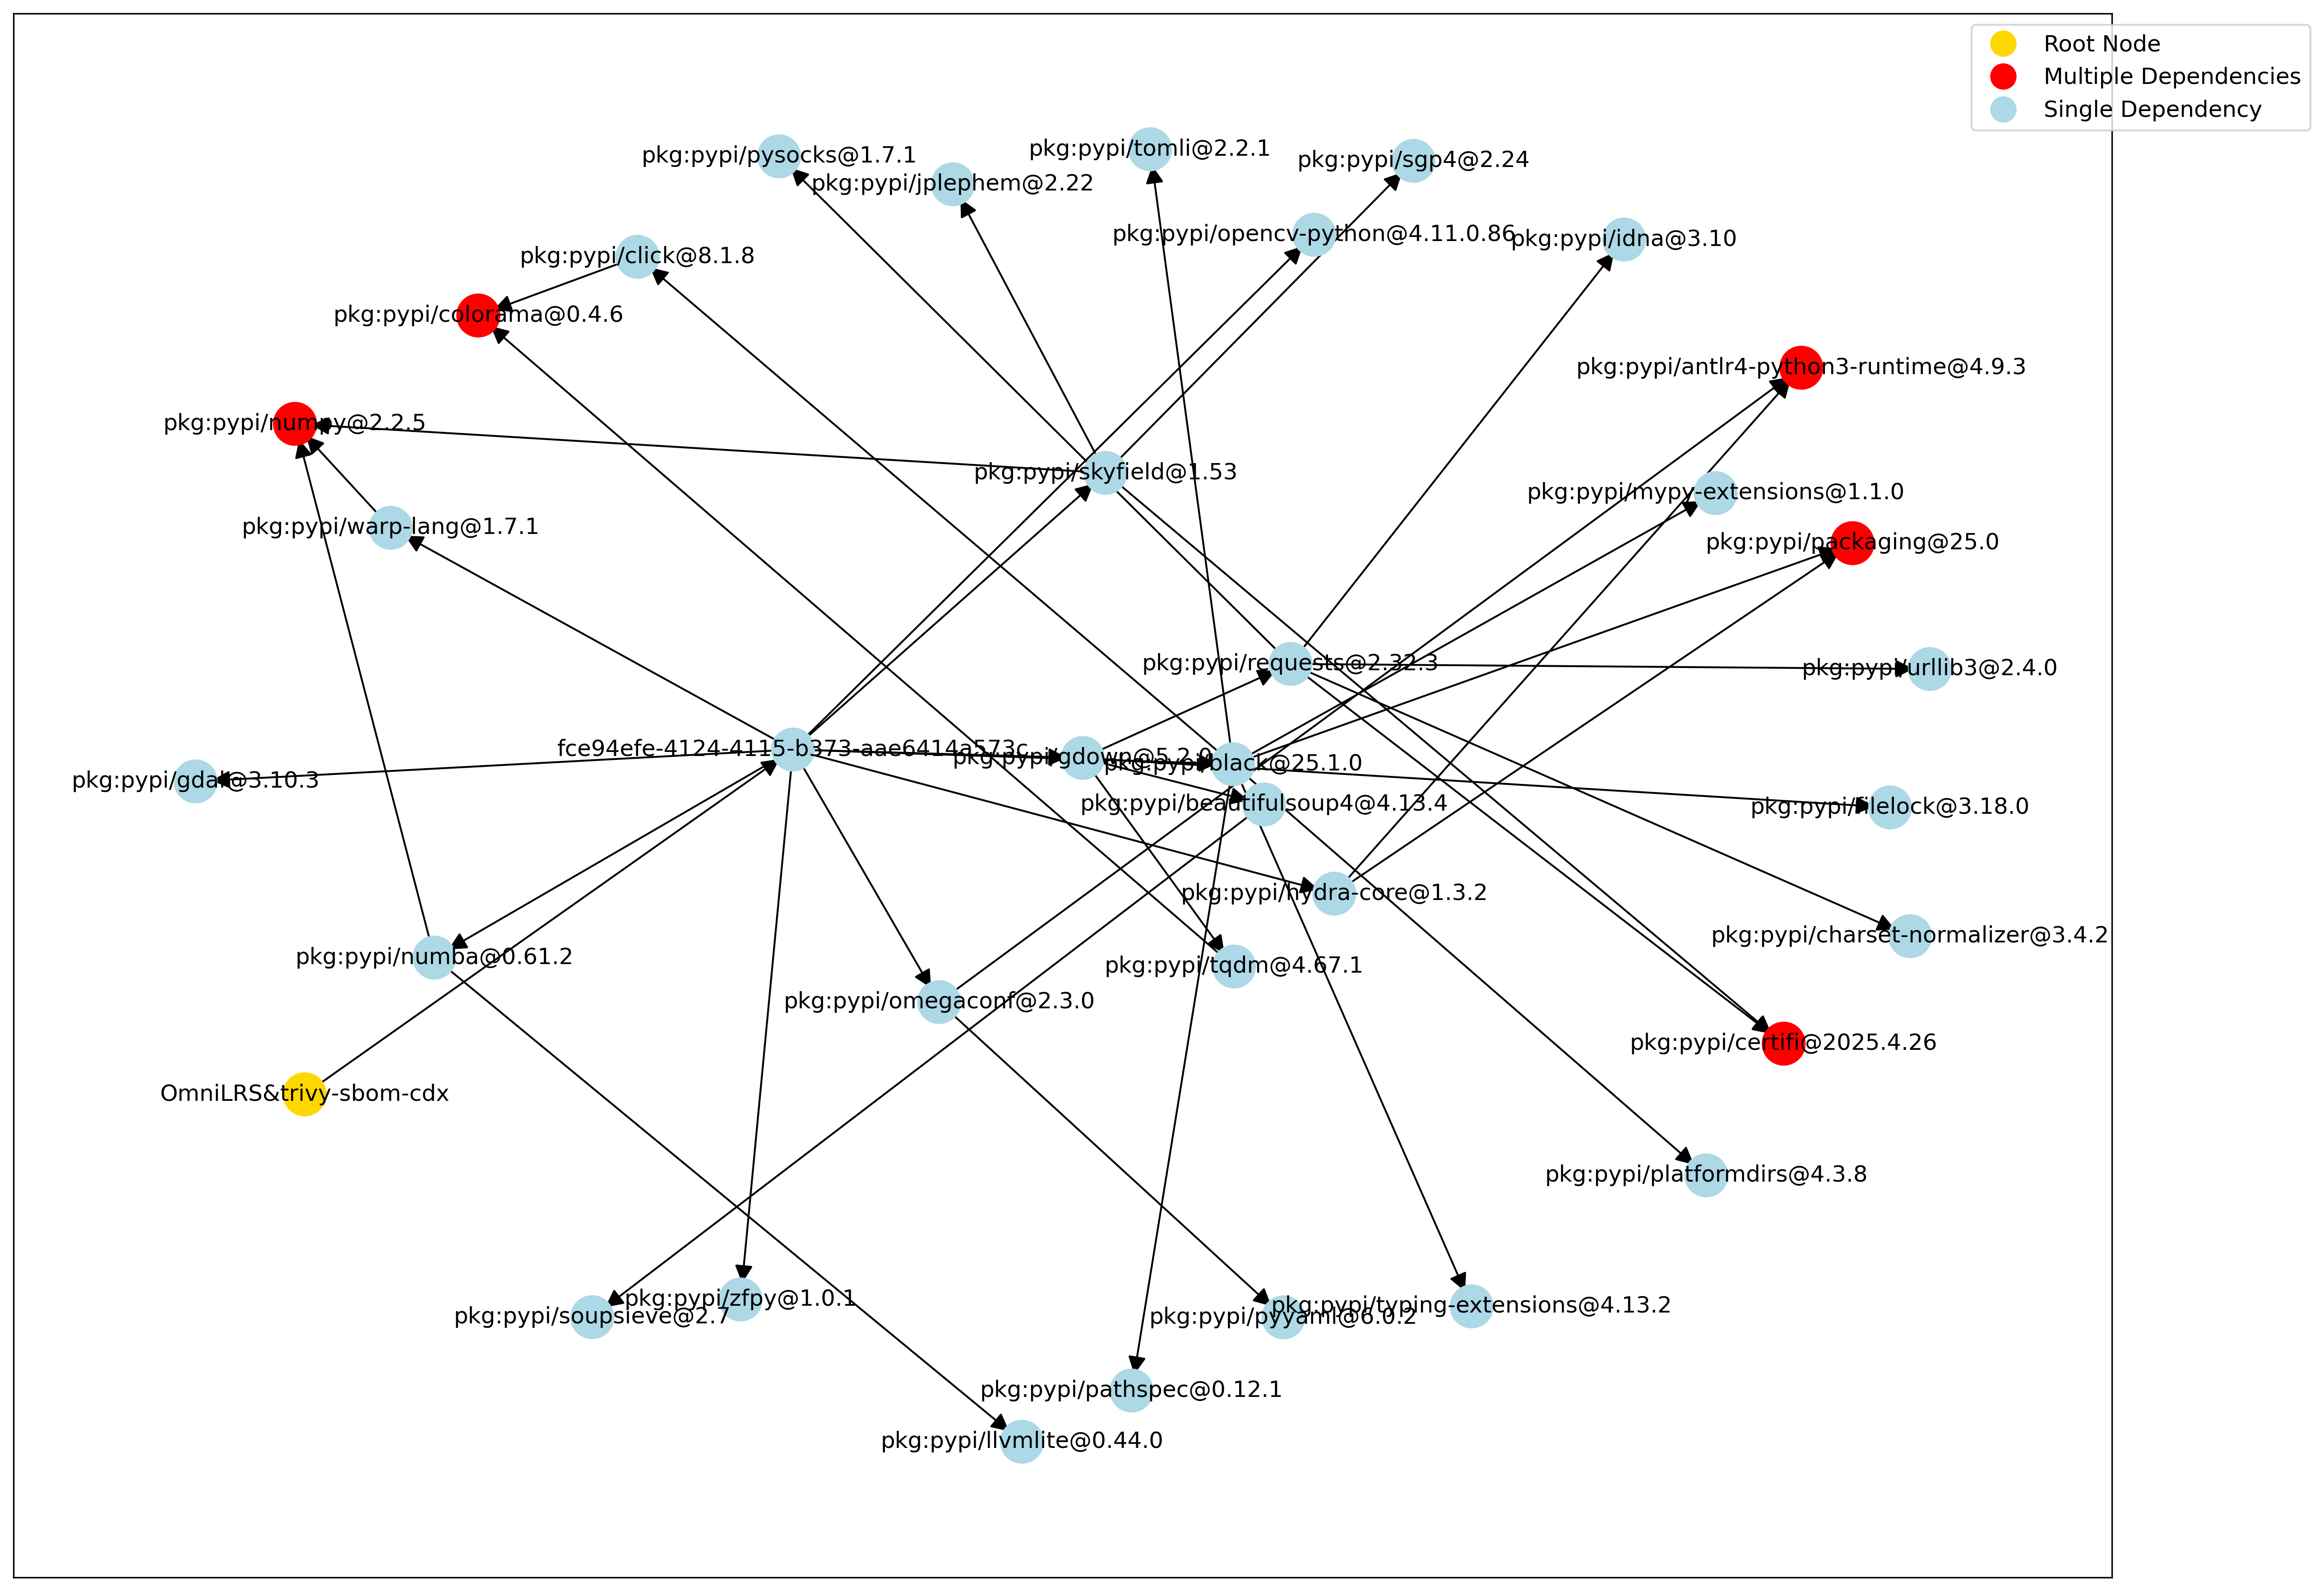 Root Node
Multiple Dependencies
Single Dependency
pkg:pypi/tomli@2.2.1
pkg:pypi/pysocks@1.7.1
pkg:pypi/sgp4@2.24
pkg:pypi/jplephem@2.22
pkg:pypi/opencv-python@4.11.0.86
pkg:pypi/idna@3.10
pkg:pypi/click@8.1.8
pkg:pypi/colorama@0.4.6
pkg:pypi/antlr4-python3-runtime@4.9.3
pkg:pypi/numpy@2.2.5
pkg:pypi/skyfield@1.53
pkg:pypi/mypy-extensions@1.1.0
pkg:pypi/warp-lang@1.7.1
pkg:pypi/packaging@25.0
pkg:pypi/requests@2.32.3
pkg:pypi/urllib3@2.4.0
fce94efe-4124-4115-b373-aae6414a573c
pkg:pypi/gdown@5.2.0
pkg:pypi/black@25.1.0
pkg:pypi/gdal@3.10.3
pkg:pypi/beautifulsoup4@4.13.4
pkg:pypi/filelock@3.18.0
pkg:pypi/hydra-core@1.3.2
pkg:pypi/charset-normalizer@3.4.2
pkg:pypi/numba@0.61.2
pkg:pypi/tqdm@4.67.1
pkg:pypi/omegaconf@2.3.0
pkg:pypi/certifi@2025.4.26
OmniLRS&trivy-sbom-cdx
pkg:pypi/platformdirs@4.3.8
pkg:pypi/zfpy@1.0.1
pkg:pypi/soupsieve@2.7
pkg:pypi/typing-extensions@4.13.2
pkg:pypi/pyyaml@6.0.2
pkg:pypi/pathspec@0.12.1
pkg:pypi/llvmlite@0.44.0